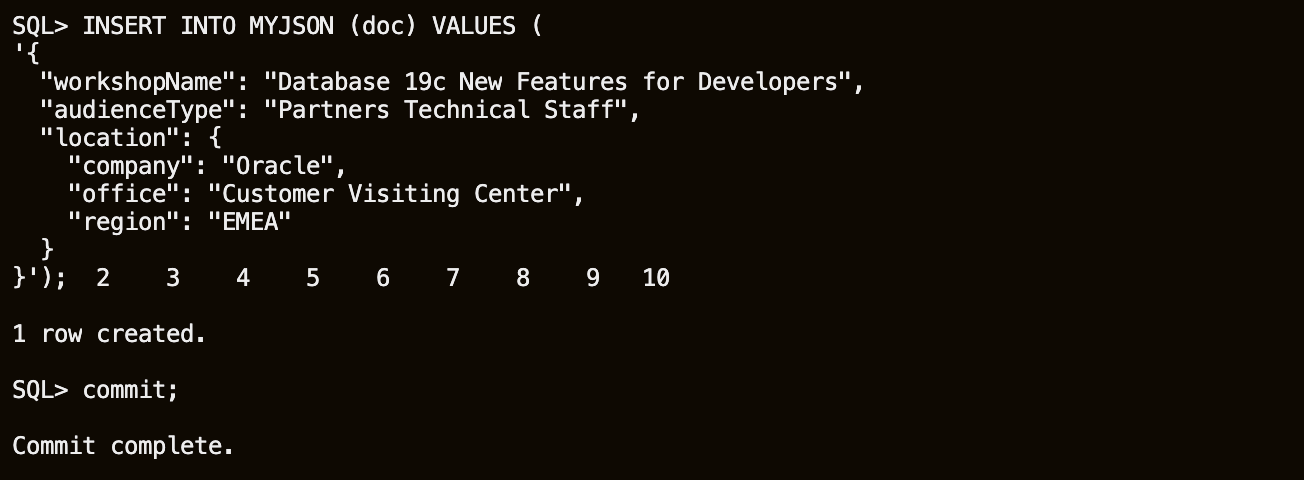 SQL> INSERT INTO MYJSON (doc) VALUES (
'{
"workshopName": "Database 19c New Features for Developers",
"audienceType": "Partners Technical Staff",
"location": {
"company": "Oracle",
"office": "Customer Visiting Center",
"region": "EMEA"
}
}'); 2 3 4 5 6 7 8 9 10
1 row created.
SQL> commit;
Commit complete.